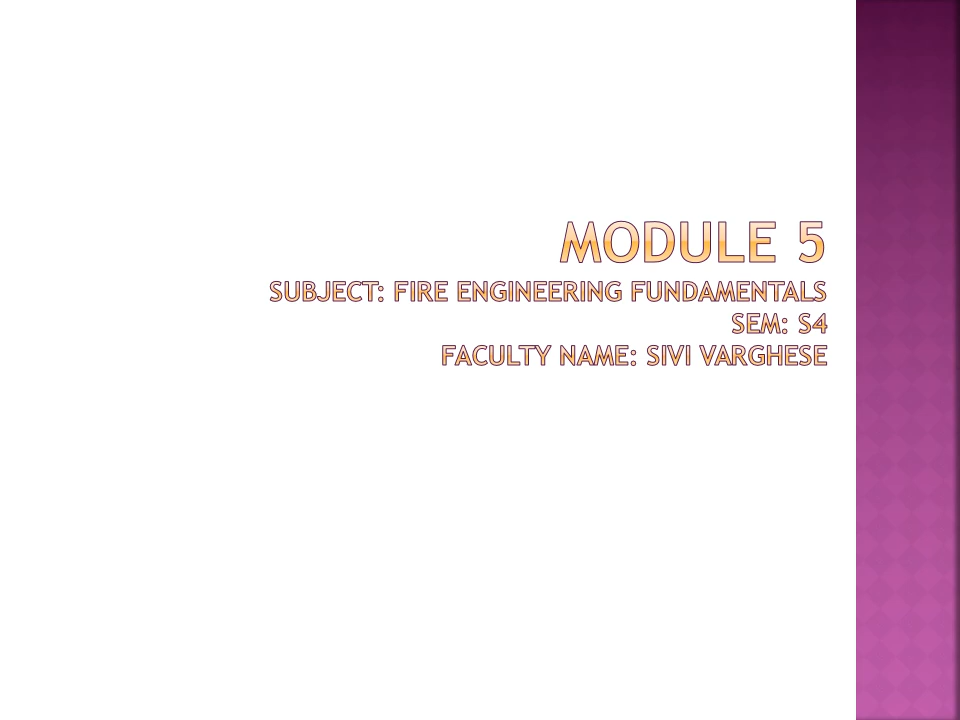 MODULE 5
SUBJECT: FIRE ENGINEERING FUNDAMENTALS
SEM: S4
FACULTY NAME: SIVI VARGHESE